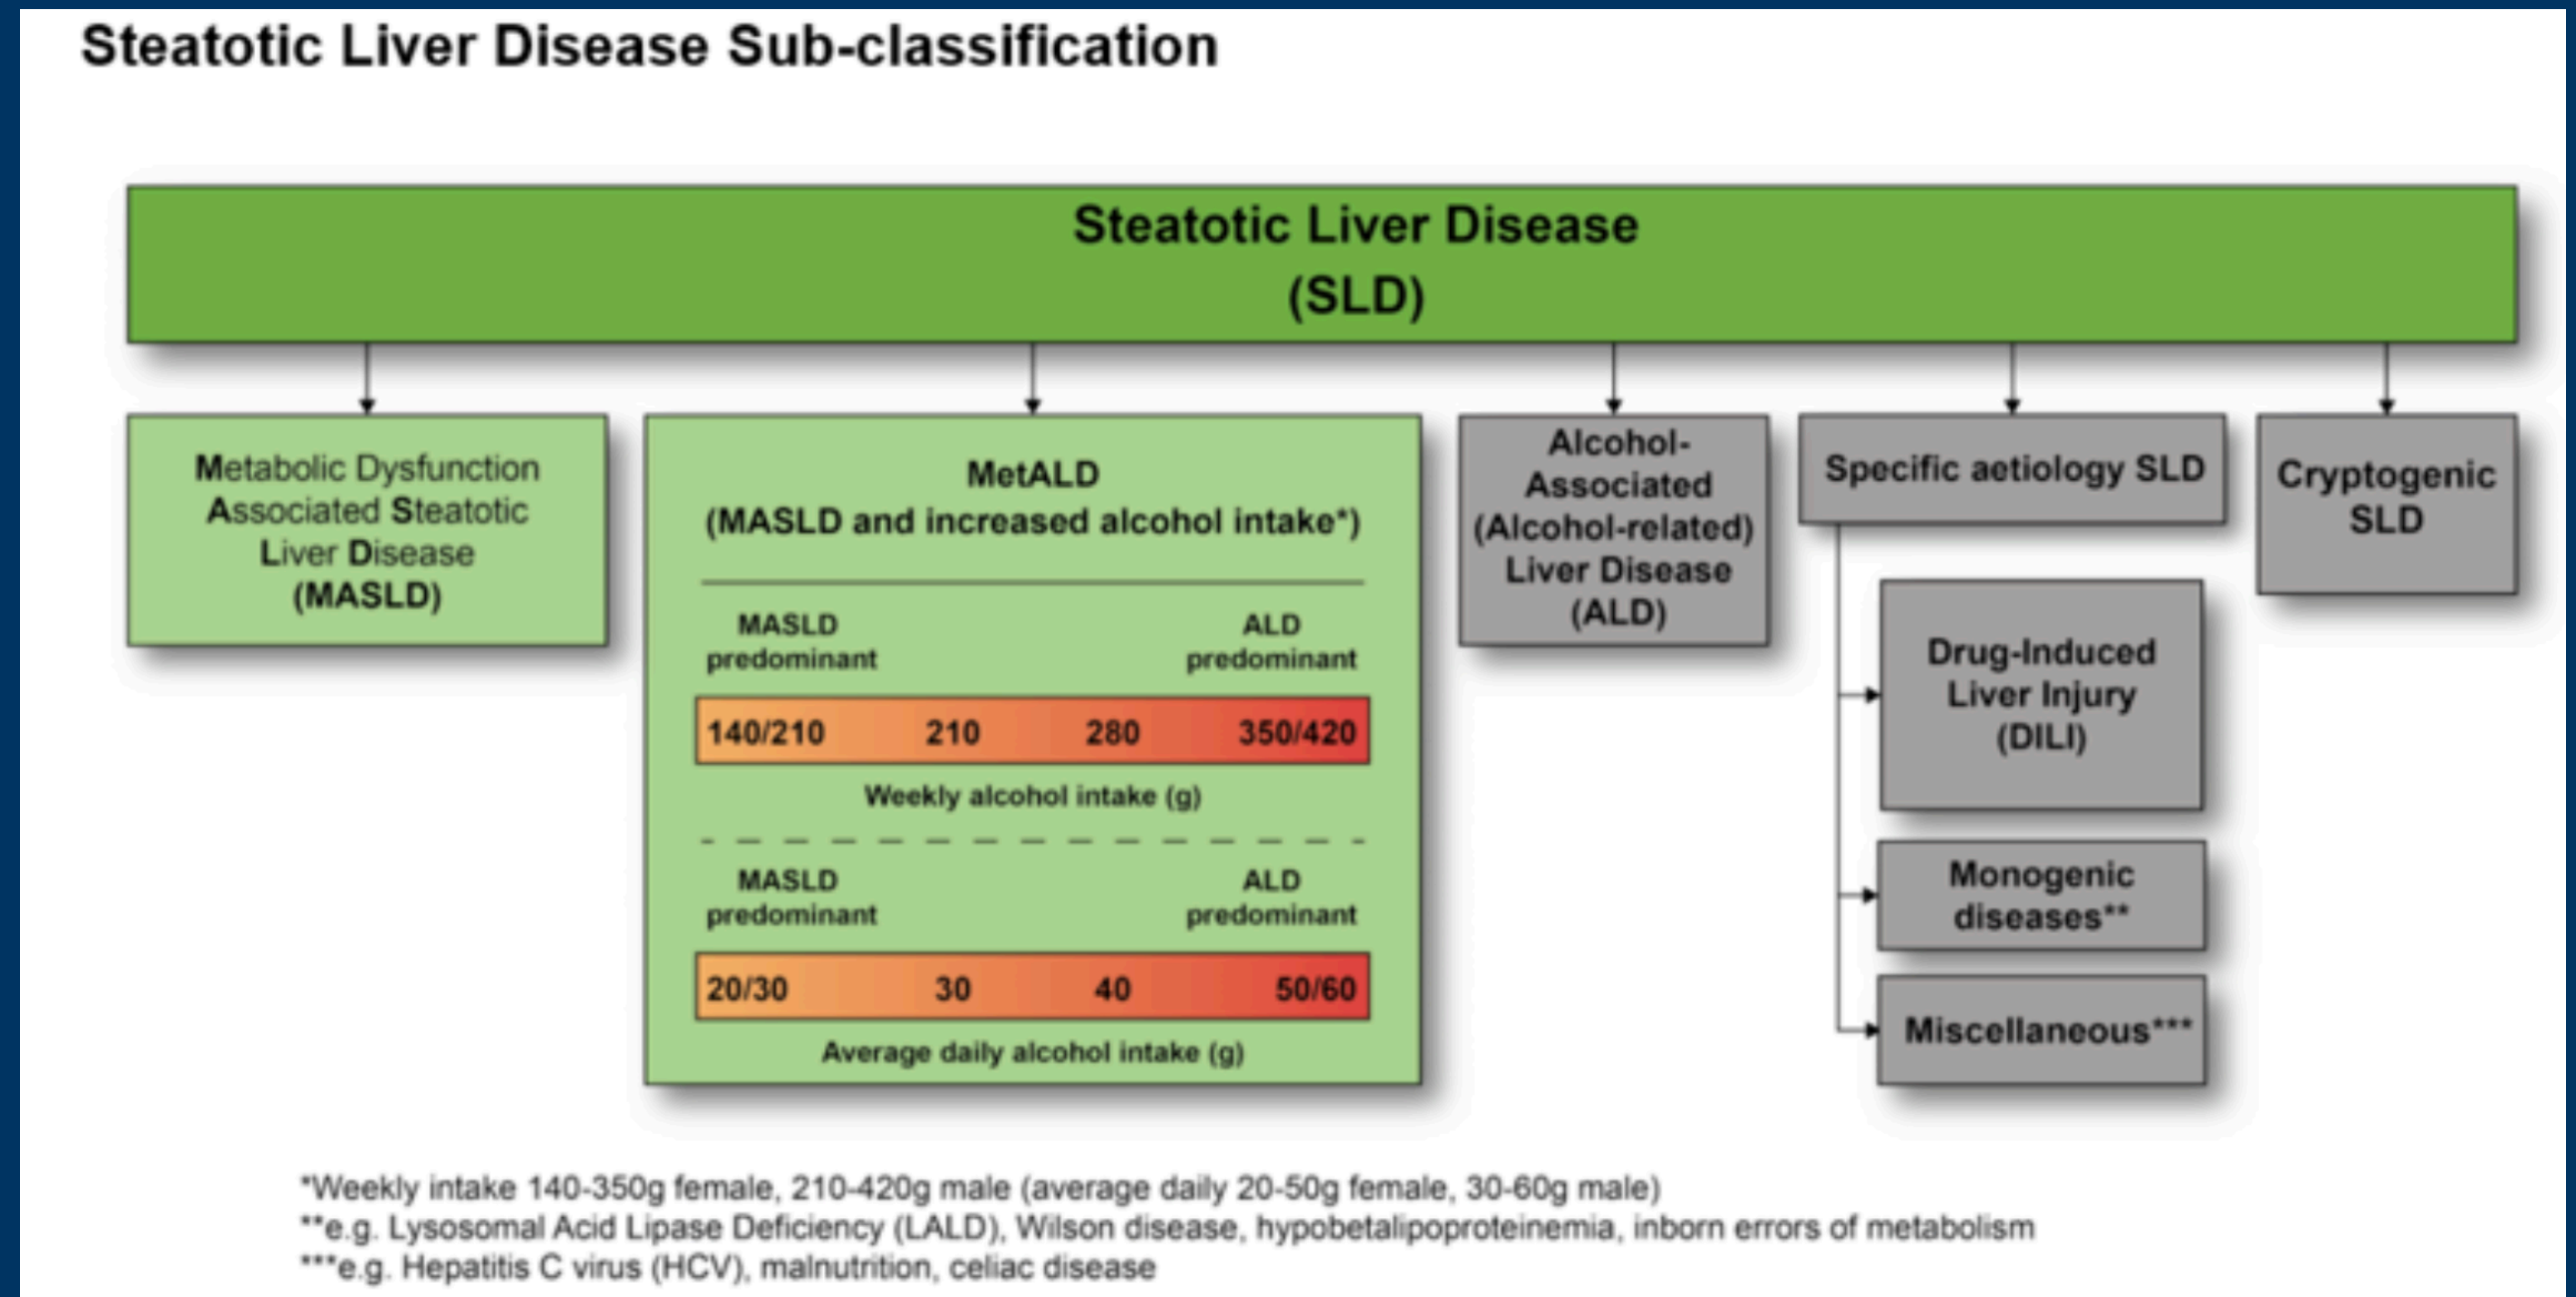 Steatotic Liver Disease Sub-classification
Steatotic Liver Disease
(SLD)
Metabolic Dysfunction
Associated Steatotic
Liver Disease
(MASLD)
MetALD
(MASLD and increased alcohol intake*)
MASLD
predominant
ALD
predominant
140/210 210 280 350/420
Weekly alcohol intake (g)
MASLD
predominant
ALD
predominant
20/30 30 40 50/60
Average daily alcohol intake (g)
Alcohol-
Associated
(Alcohol-related)
Liver Disease
(ALD)
Specific aetiology SLD
Drug-Induced
Liver Injury
(DILI)
Monogenic
diseases**
Miscellaneous***
Cryptogenic
SLD
*Weekly intake 140-350g female, 210-420g male (average daily 20-50g female, 30-60g male)
**e.g. Lysosomal Acid Lipase Deficiency (LALD), Wilson disease, hypobetalipoproteinemia, inborn errors of metabolism
***e.g. Hepatitis C virus (HCV), malnutrition, celiac disease